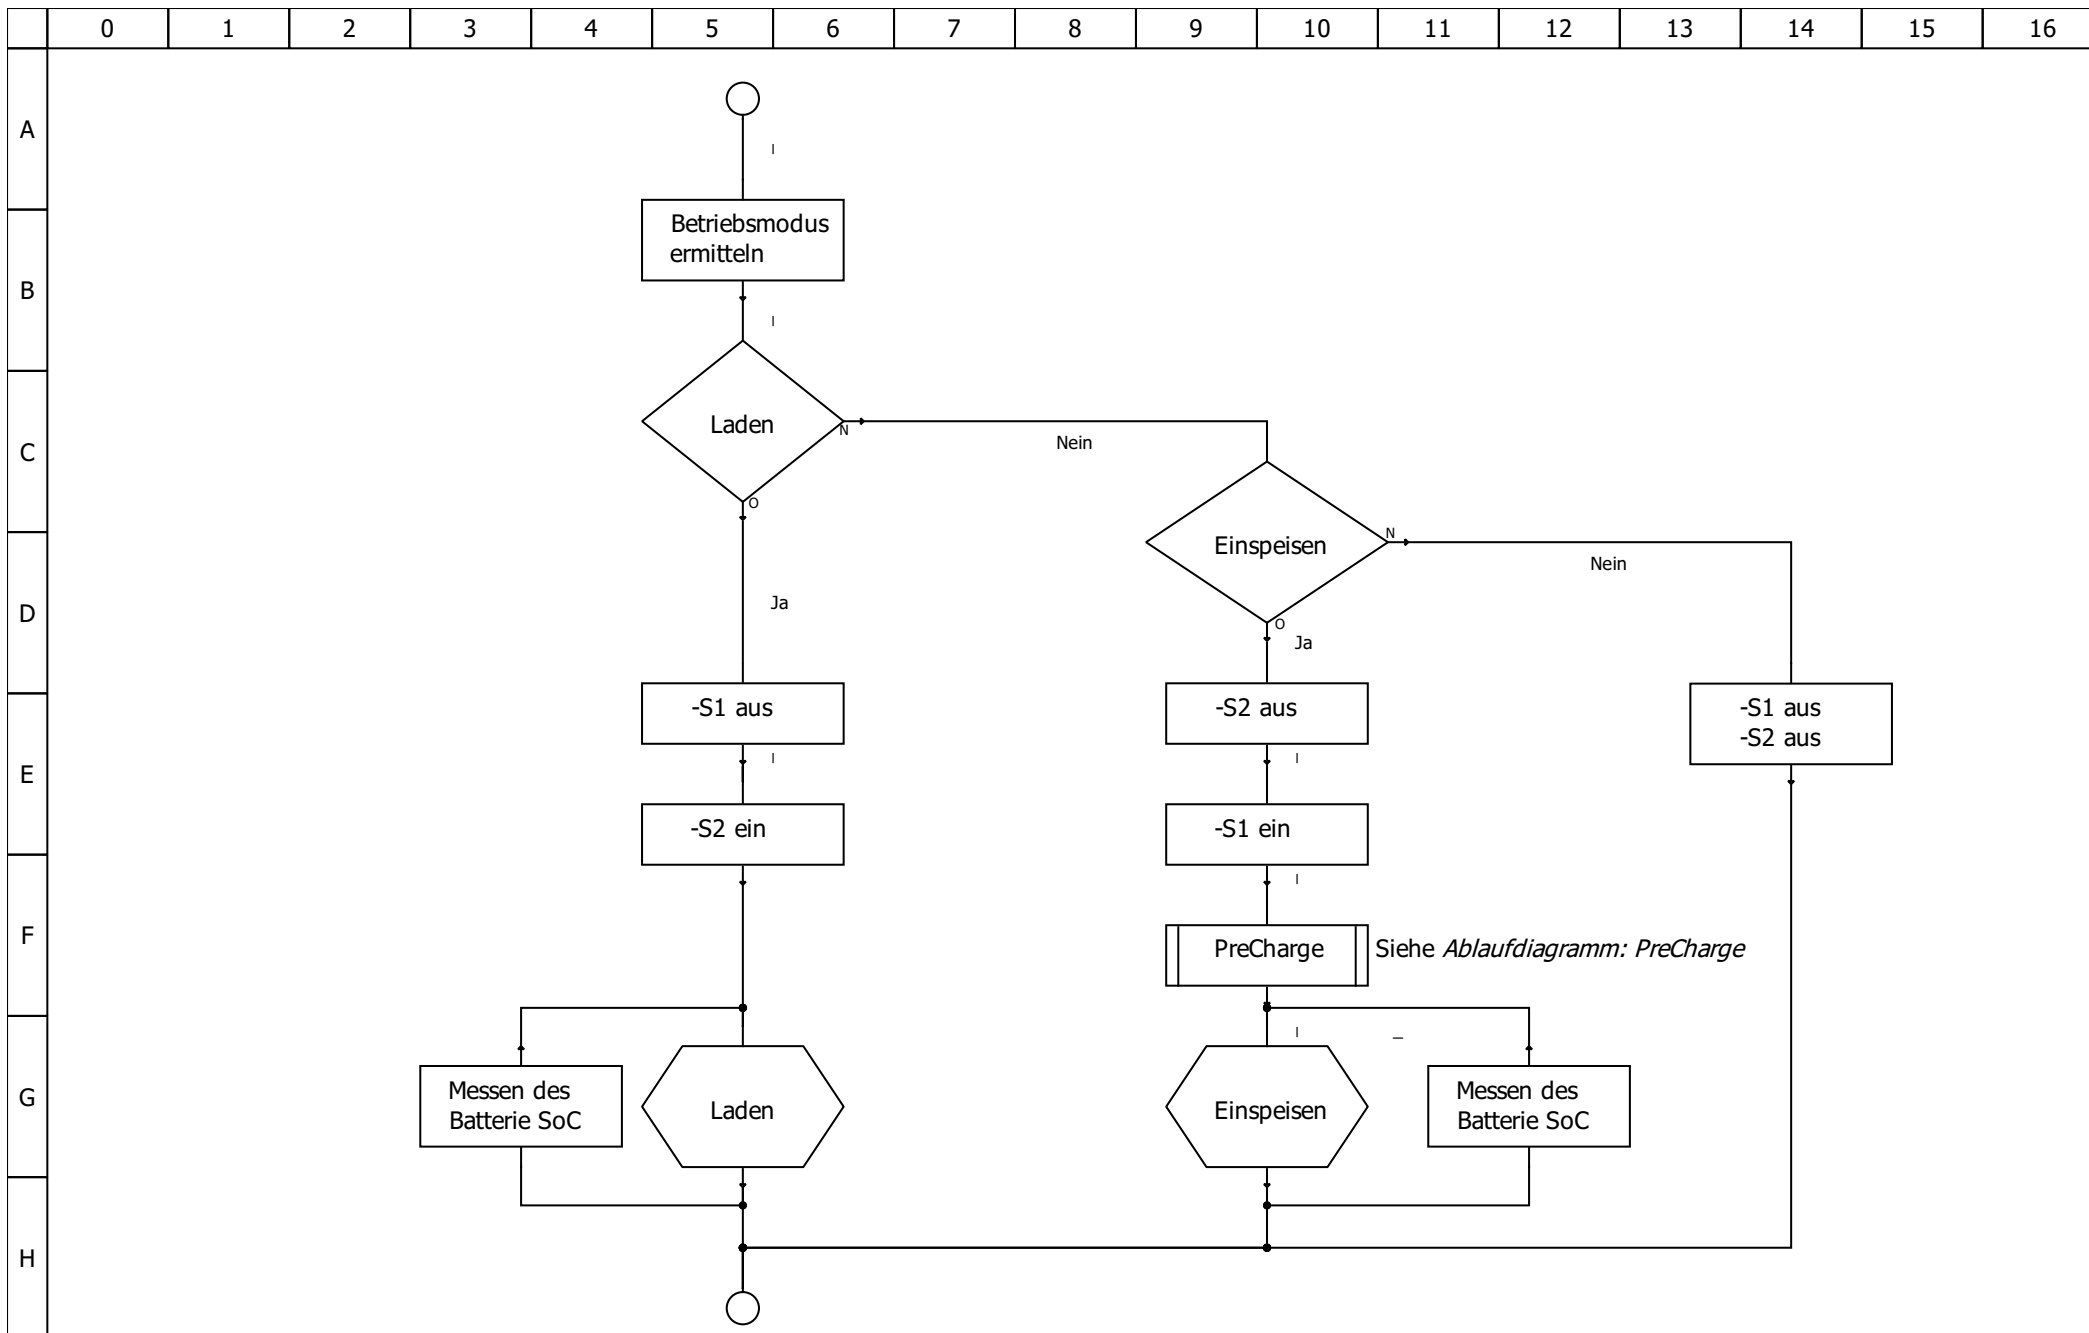 0 1 2 3 4 5 6 7 8 9 10 11 12 13 14 15 16
A
B
C
D
E
F
G
H
I
Betriebsmodus
ermitteln
I
Laden
N
Nein
O
Einspeisen
N
Nein
Ja
O
Ja
-S1 aus
-S2 aus
-S1 aus
-S2 aus
I
I
-S2 ein
-S1 ein
I
PreCharge
Siehe Ablaufdiagramm: PreCharge
I
_
Messen des
Batterie SoC
Laden
Einspeisen
Messen des
Batterie SoC